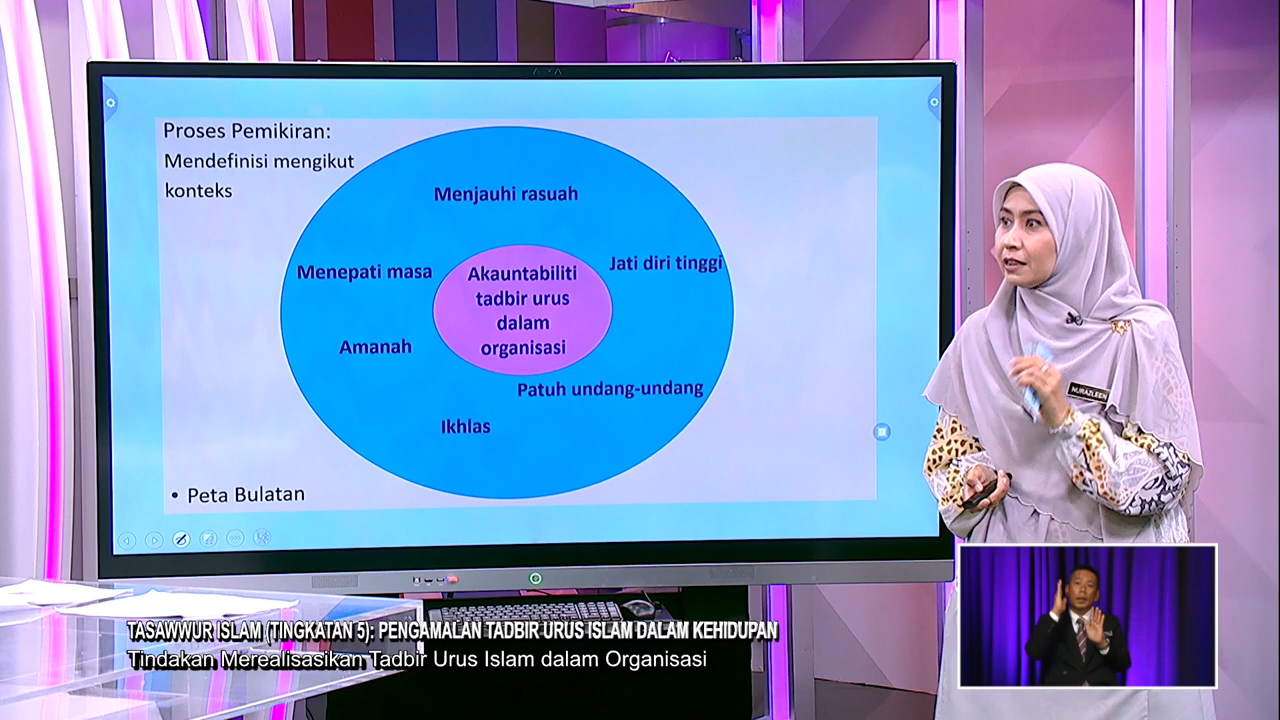 Proses Pemikiran:
Mendefinisi mengikut
konteks
Menjauhi rasuah
Menepati masa
Jati diri tinggi
Akauntabiliti
tadbir urus
dalam
organisasi
Amanah
Patuh undang-undang
Ikhlas
• Peta Bulatan
NURAZLEEN
TASAWWUR ISLAM (TINGKATAN 5): PENGAMALAN TADBIR URUS ISLAM DALAM KEHIDUPAN
Tindakan Merealisasikan Tadbir Urus Islam dalam Organisasi